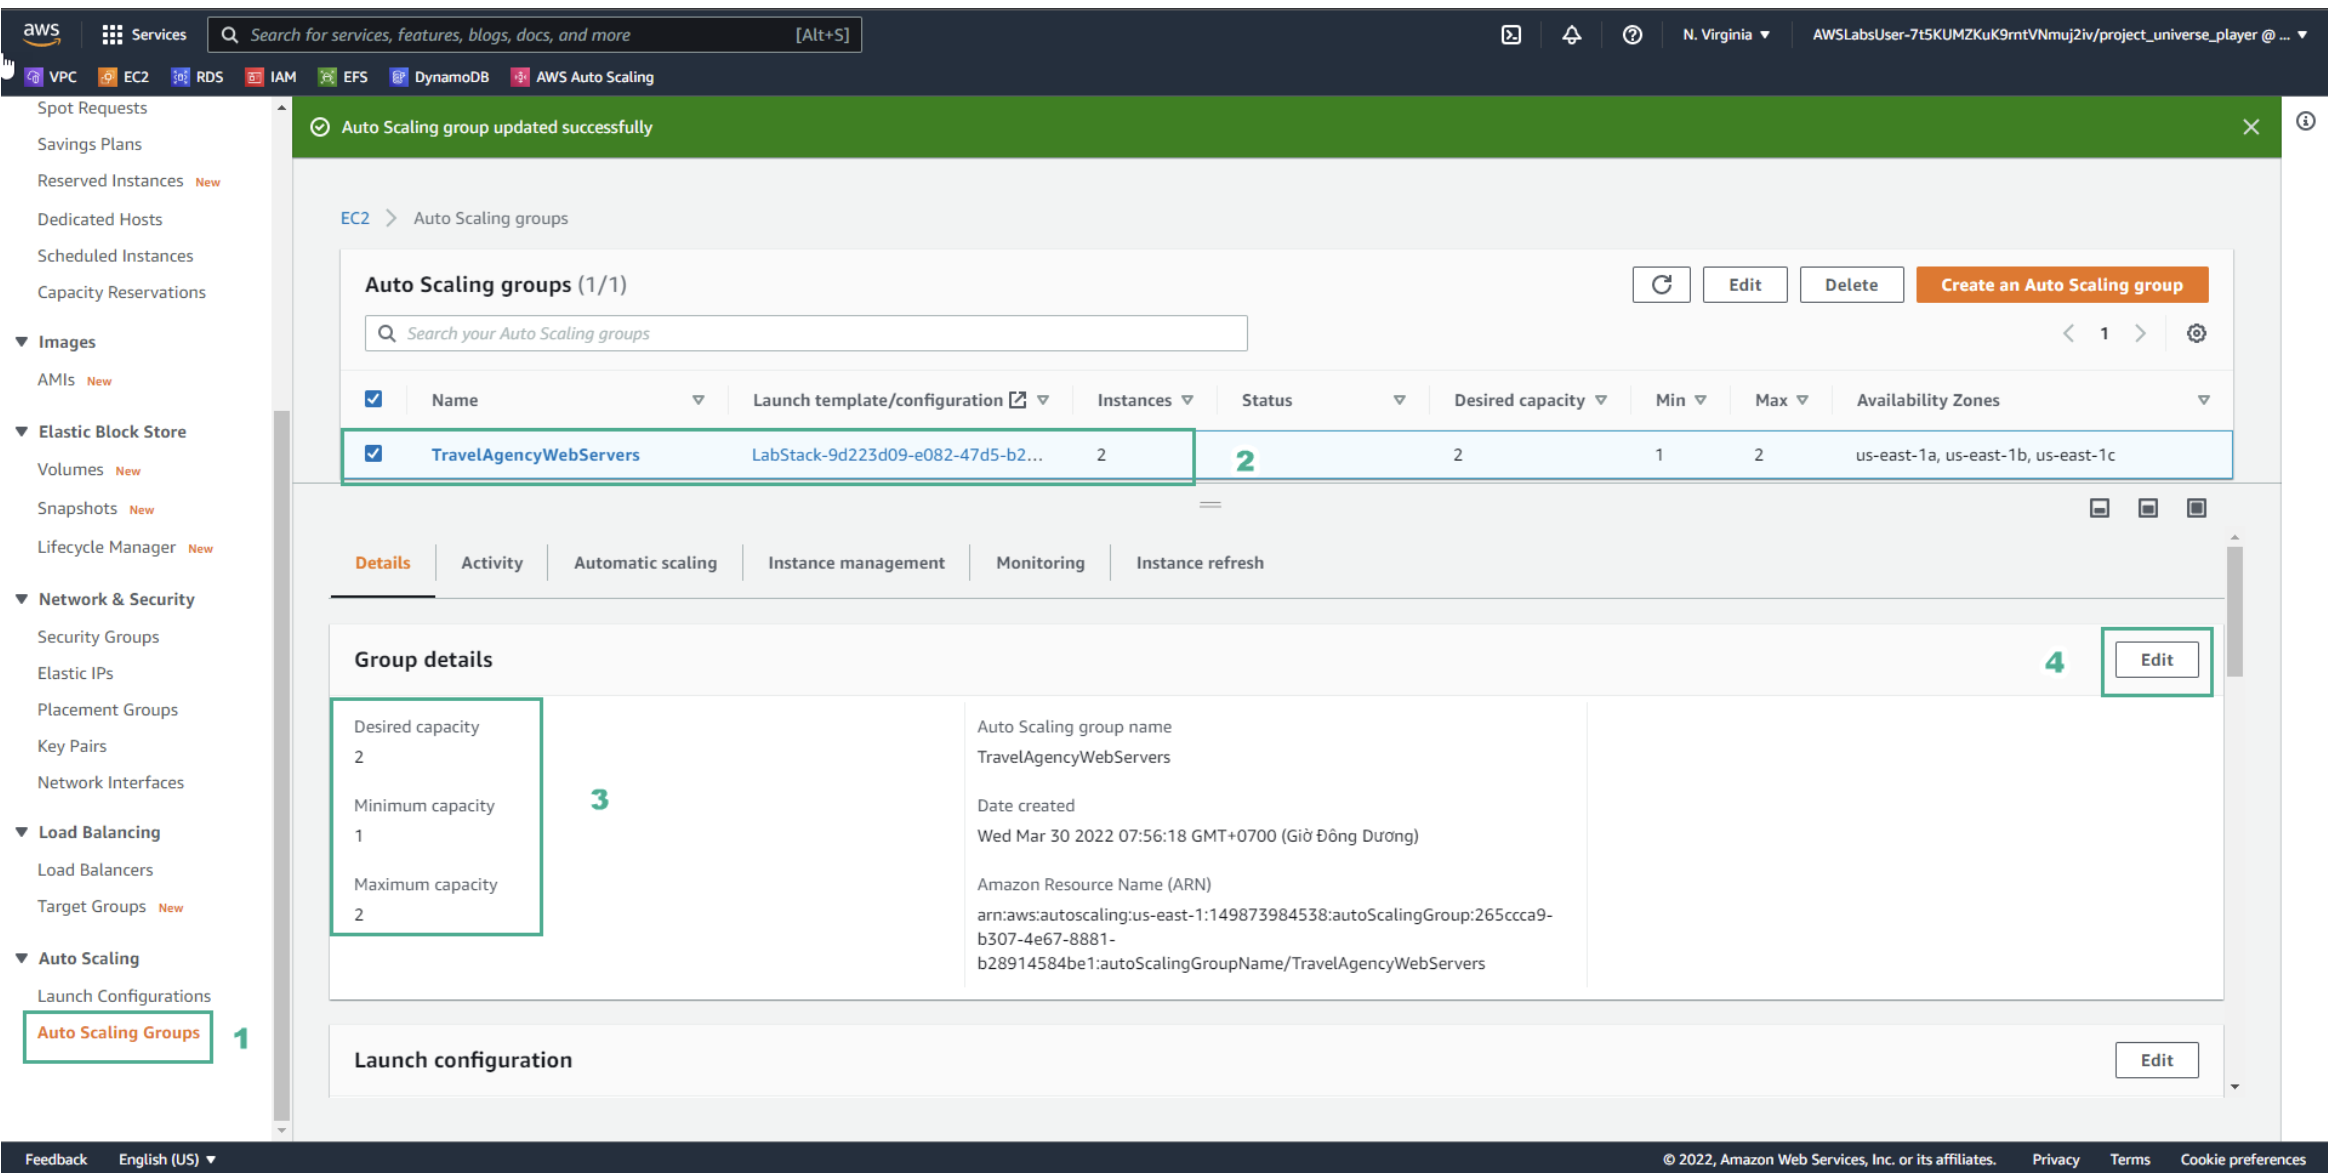 aws
Services
Search for services, features, blogs, docs, and more [Alt+S]
N. Virginia ▼
AWSLabsUser-7t5KUMZKuK9rntVNmuj2iv/project_universe_player @ ... ▼
VPC EC2 RDS IAM EFS DynamoDB AWS Auto Scaling
Spot Requests
Savings Plans
Reserved Instances New
Dedicated Hosts
Scheduled Instances
Capacity Reservations
Images
AMIs New
Elastic Block Store
Volumes New
Snapshots New
Lifecycle Manager New
Network & Security
Security Groups
Elastic IPs
Placement Groups
Key Pairs
Network Interfaces
Load Balancing
Load Balancers
Target Groups New
Auto Scaling
Launch Configurations
Auto Scaling Groups
1
Auto Scaling group updated successfully
EC2 > Auto Scaling groups
Auto Scaling groups (1/1)
Edit
Delete
Create an Auto Scaling group
Search your Auto Scaling groups
1
Name Launch template/configuration Instances Status Desired capacity Min Max Availability Zones
TravelAgencyWebServers LabStack-9d223d09-e082-47d5-b2... 2 2 2 1 2 us-east-1a, us-east-1b, us-east-1c
Details Activity Automatic scaling Instance management Monitoring Instance refresh
Group details
4
Edit
Desired capacity
2
Minimum capacity
1
Maximum capacity
2
3
Auto Scaling group name
TravelAgencyWebServers
Date created
Wed Mar 30 2022 07:56:18 GMT+0700 (Giờ Đông Dương)
Amazon Resource Name (ARN)
arn:aws:autoscaling:us-east-1:149873984538:autoScalingGroup:265ccca9-
b307-4e67-8881-
b28914584be1:autoScalingGroupName/TravelAgencyWebServers
Launch configuration
Edit
Feedback English (US) ▼
© 2022, Amazon Web Services, Inc. or its affiliates. Privacy Terms Cookie preferences